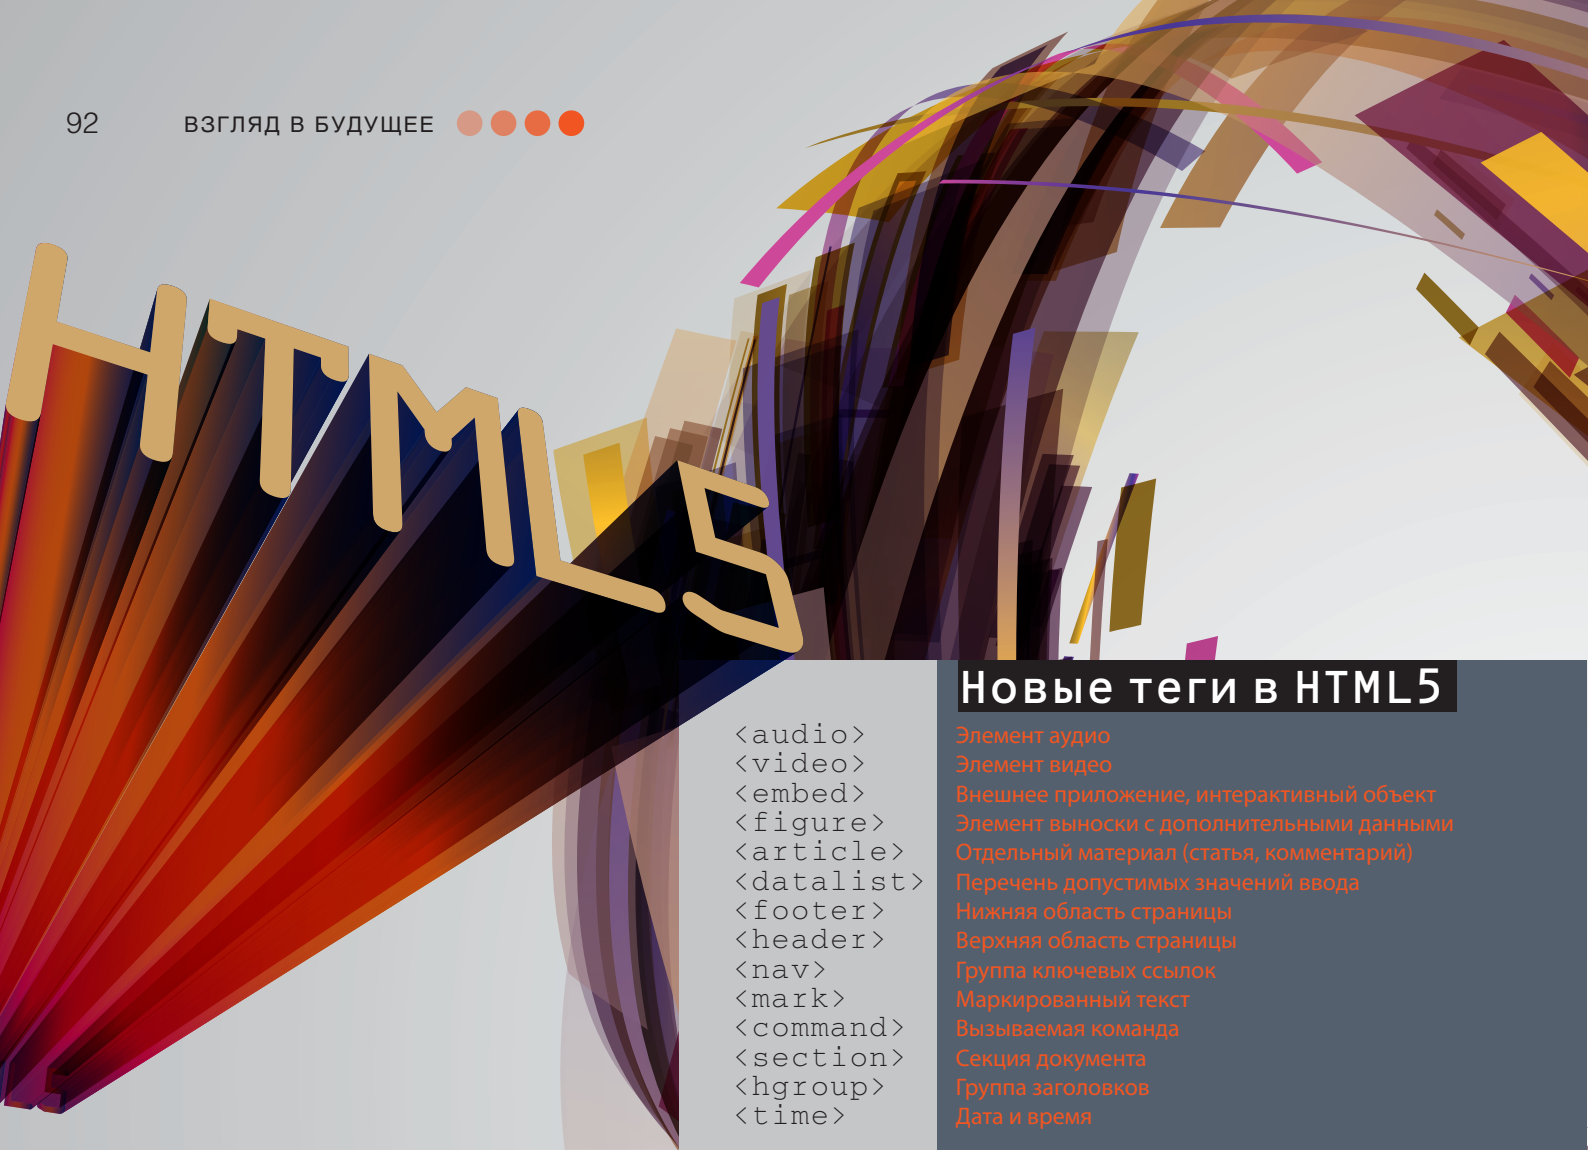 92 ВЗГЛЯД В БУДУЩЕЕ
HTML5
Новые теги в HTML5
<audio> Элемент аудио
<video> Элемент видео
<embed> Внешнее приложение, интерактивный объект
<figure> Элемент выноски с дополнительными данными
<article> Отдельный материал (статья, комментарий)
<datalist> Перечень допустимых значений ввода
<footer> Нижняя область страницы
<header> Верхняя область страницы
<nav> Группа ключевых ссылок
<mark> Маркированный текст
<command> Вызываемая команда
<section> Секция документа
<hgroup> Группа заголовков
<time> Дата и время